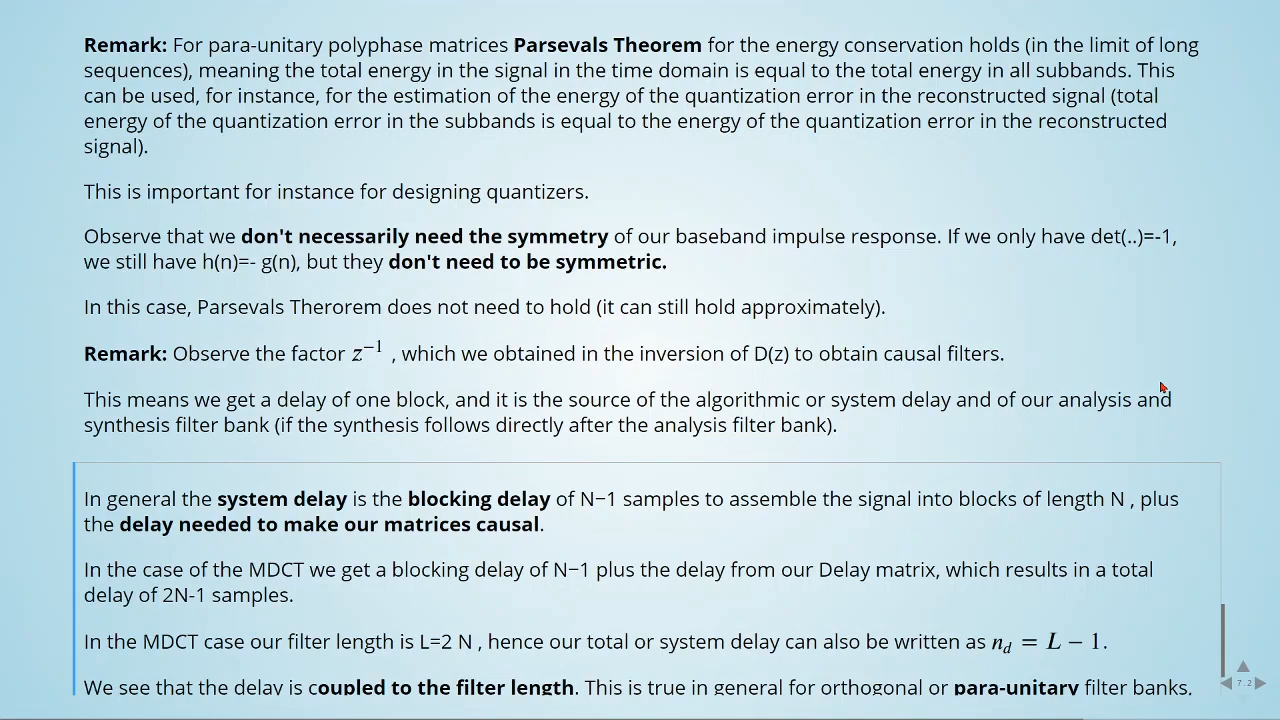 Remark: For para-unitary polyphase matrices Parsevals Theorem for the energy conservation holds (in the limit of long
sequences), meaning the total energy in the signal in the time domain is equal to the total energy in all subbands. This
can be used, for instance, for the estimation of the energy of the quantization error in the reconstructed signal (total
energy of the quantization error in the subbands is equal to the energy of the quantization error in the reconstructed
signal).
This is important for instance for designing quantizers.
Observe that we don't necessarily need the symmetry of our baseband impulse response. If we only have det(..)=-1,
we still have h(n)=- g(n), but they don't need to be symmetric.
In this case, Parsevals Therorem does not need to hold (it can still hold approximately).
Remark: Observe the factor z⁻¹ , which we obtained in the inversion of D(z) to obtain causal filters.
This means we get a delay of one block, and it is the source of the algorithmic or system delay and of our analysis and
synthesis filter bank (if the synthesis follows directly after the analysis filter bank).
In general the system delay is the blocking delay of N−1 samples to assemble the signal into blocks of length N , plus
the delay needed to make our matrices causal.
In the case of the MDCT we get a blocking delay of N−1 plus the delay from our Delay matrix, which results in a total
delay of 2N-1 samples.
In the MDCT case our filter length is L=2 N , hence our total or system delay can also be written as n_d = L − 1.
We see that the delay is coupled to the filter length. This is true in general for orthogonal or para-unitary filter banks.
7.2